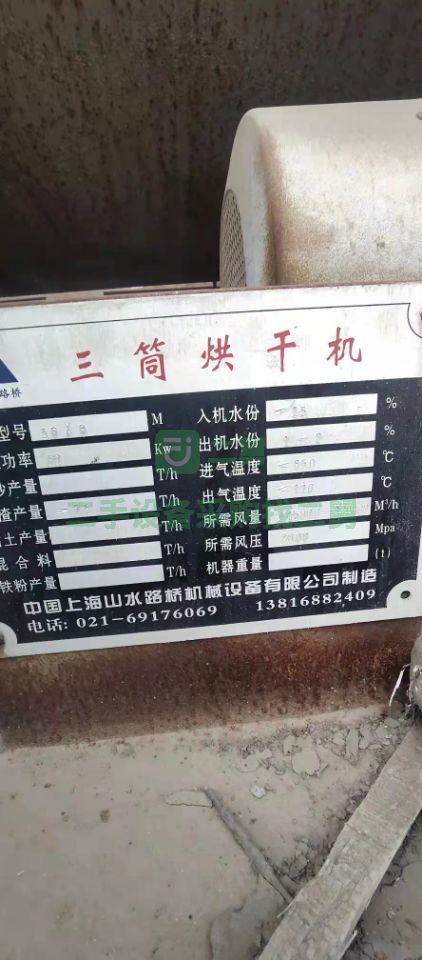 路桥
三筒烘干机
型号 M 入机水份 %
功率 Kw 出机水份 %
产量 T/h 进气温度 ℃
渣产量 T/h 出气温度 ℃
土产量 T/h 所需风量 M³/h
混合料 T/h 所需风压 Mpa
铁粉产量 T/h 机器重量 (t)
中国上海山水路桥机械设备有限公司制造
电话: 021-69176069 13816882409
二手设备